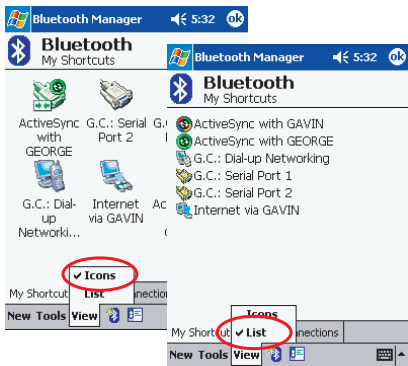 Bluetooth Manager 5:32 ok
Bluetooth
My Shortcuts
ActiveSync with GEORGE
G.C.: Serial Port 2
G.
G.C.: Dial-up Networki...
Internet via GAVIN
Ac
Icons
My Shortcut List nnection
New Tools View
Bluetooth Manager 5:32 ok
Bluetooth
My Shortcuts
ActiveSync with GAVIN
ActiveSync with GEORGE
G.C.: Dial-up Networking
G.C.: Serial Port 1
G.C.: Serial Port 2
Internet via GAVIN
Icons
My Shortcut List nnections
New Tools View